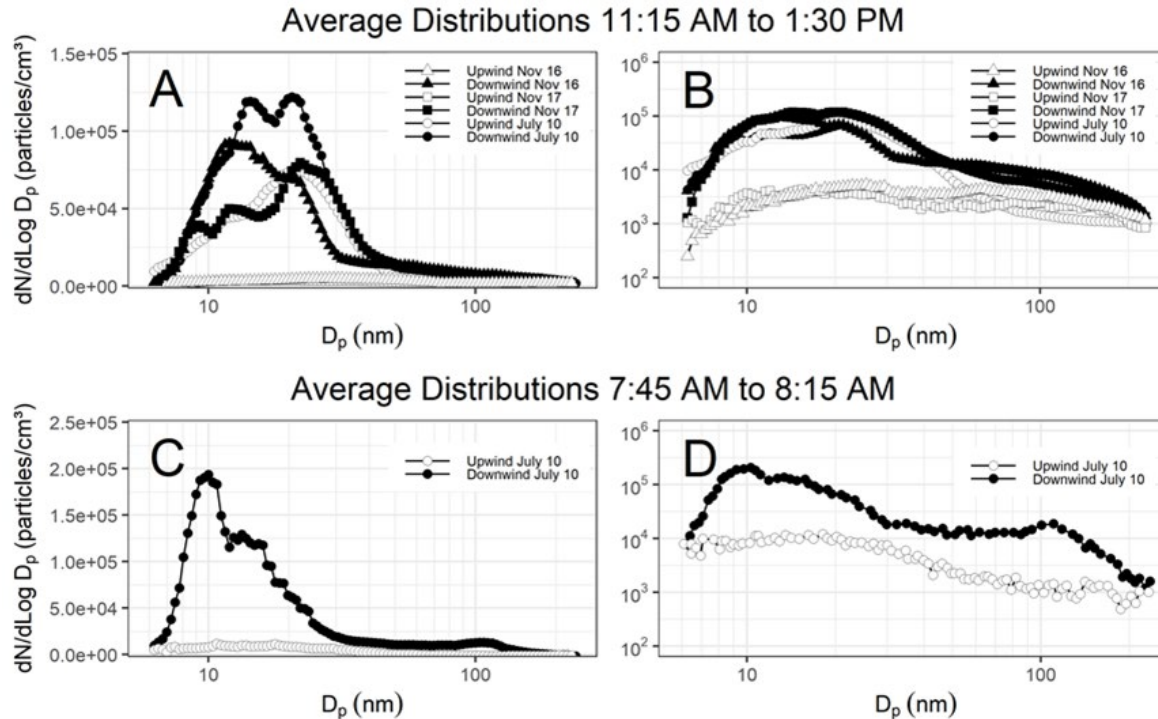 Average Distributions 11:15 AM to 1:30 PM
dN/dLog Dₚ (particles/cm³)
1.5e+05
1.0e+05
5.0e+04
0.0e+00
A
Upwind Nov 16
Downwind Nov 16
Upwind Nov 17
Downwind Nov 17
Upwind July 10
Downwind July 10
10
100
Dₚ (nm)
10⁶
10⁵
10⁴
10³
10²
B
Upwind Nov 16
Downwind Nov 16
Upwind Nov 17
Downwind Nov 17
Upwind July 10
Downwind July 10
10
100
Dₚ (nm)
Average Distributions 7:45 AM to 8:15 AM
dN/dLog Dₚ (particles/cm³)
2.5e+05
2.0e+05
1.5e+05
1.0e+05
5.0e+04
0.0e+00
C
Upwind July 10
Downwind July 10
10
100
Dₚ (nm)
10⁶
10⁵
10⁴
10³
10²
D
Upwind July 10
Downwind July 10
10
100
Dₚ (nm)